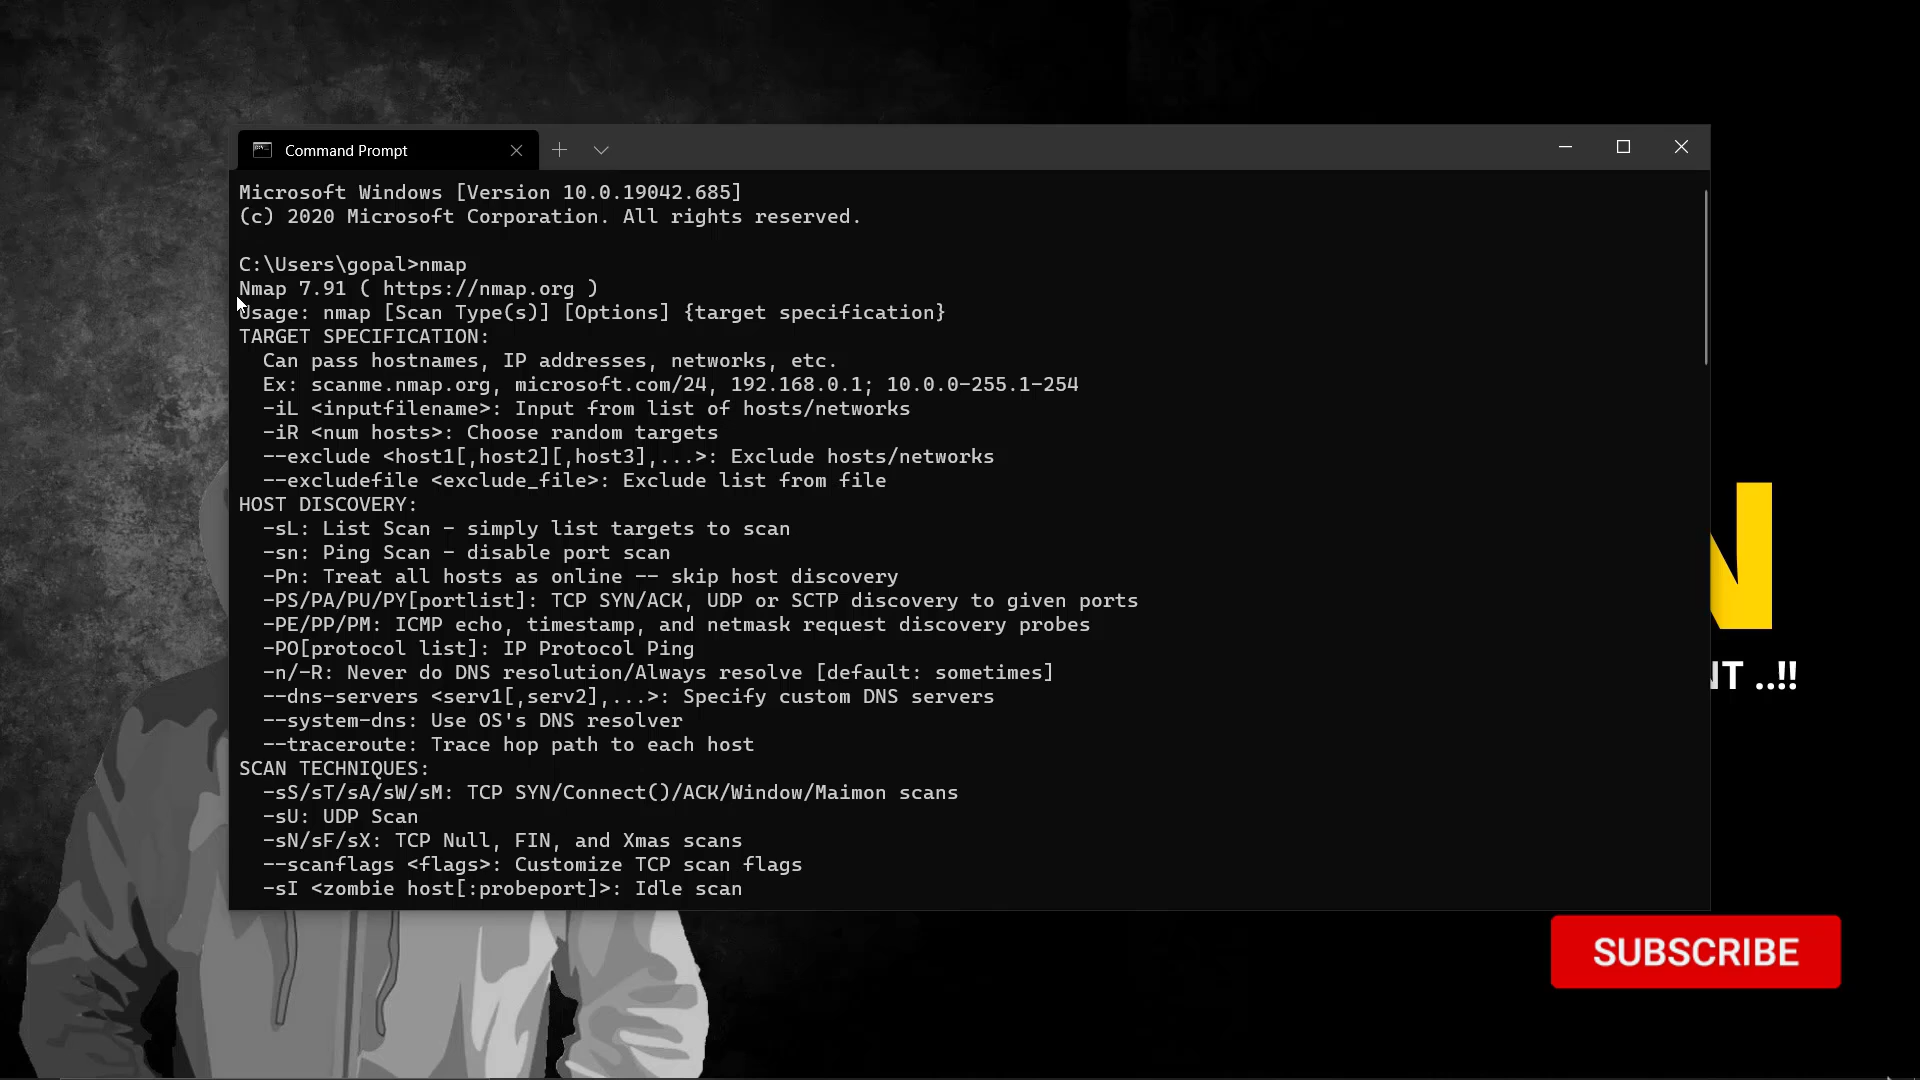 Command Prompt
Microsoft Windows [Version 10.0.19042.685]
(c) 2020 Microsoft Corporation. All rights reserved.
C:\Users\gopal>nmap
Nmap 7.91 ( https://nmap.org )
Usage: nmap [Scan Type(s)] [Options] {target specification}
TARGET SPECIFICATION:
  Can pass hostnames, IP addresses, networks, etc.
  Ex: scanme.nmap.org, microsoft.com/24, 192.168.0.1; 10.0.0-255.1-254
  -iL <inputfilename>: Input from list of hosts/networks
  -iR <num hosts>: Choose random targets
  --exclude <host1[,host2][,host3],...>: Exclude hosts/networks
  --excludefile <exclude_file>: Exclude list from file
HOST DISCOVERY:
  -sL: List Scan - simply list targets to scan
  -sn: Ping Scan - disable port scan
  -Pn: Treat all hosts as online -- skip host discovery
  -PS/PA/PU/PY[portlist]: TCP SYN/ACK, UDP or SCTP discovery to given ports
  -PE/PP/PM: ICMP echo, timestamp, and netmask request discovery probes
  -PO[protocol list]: IP Protocol Ping
  -n/-R: Never do DNS resolution/Always resolve [default: sometimes]
  --dns-servers <serv1[,serv2],...>: Specify custom DNS servers
  --system-dns: Use OS's DNS resolver
  --traceroute: Trace hop path to each host
SCAN TECHNIQUES:
  -sS/sT/sA/sW/sM: TCP SYN/Connect()/ACK/Window/Maimon scans
  -sU: UDP Scan
  -sN/sF/sX: TCP Null, FIN, and Xmas scans
  --scanflags <flags>: Customize TCP scan flags
  -sI <zombie host[:probeport]>: Idle scan
N
NT ..!!
SUBSCRIBE